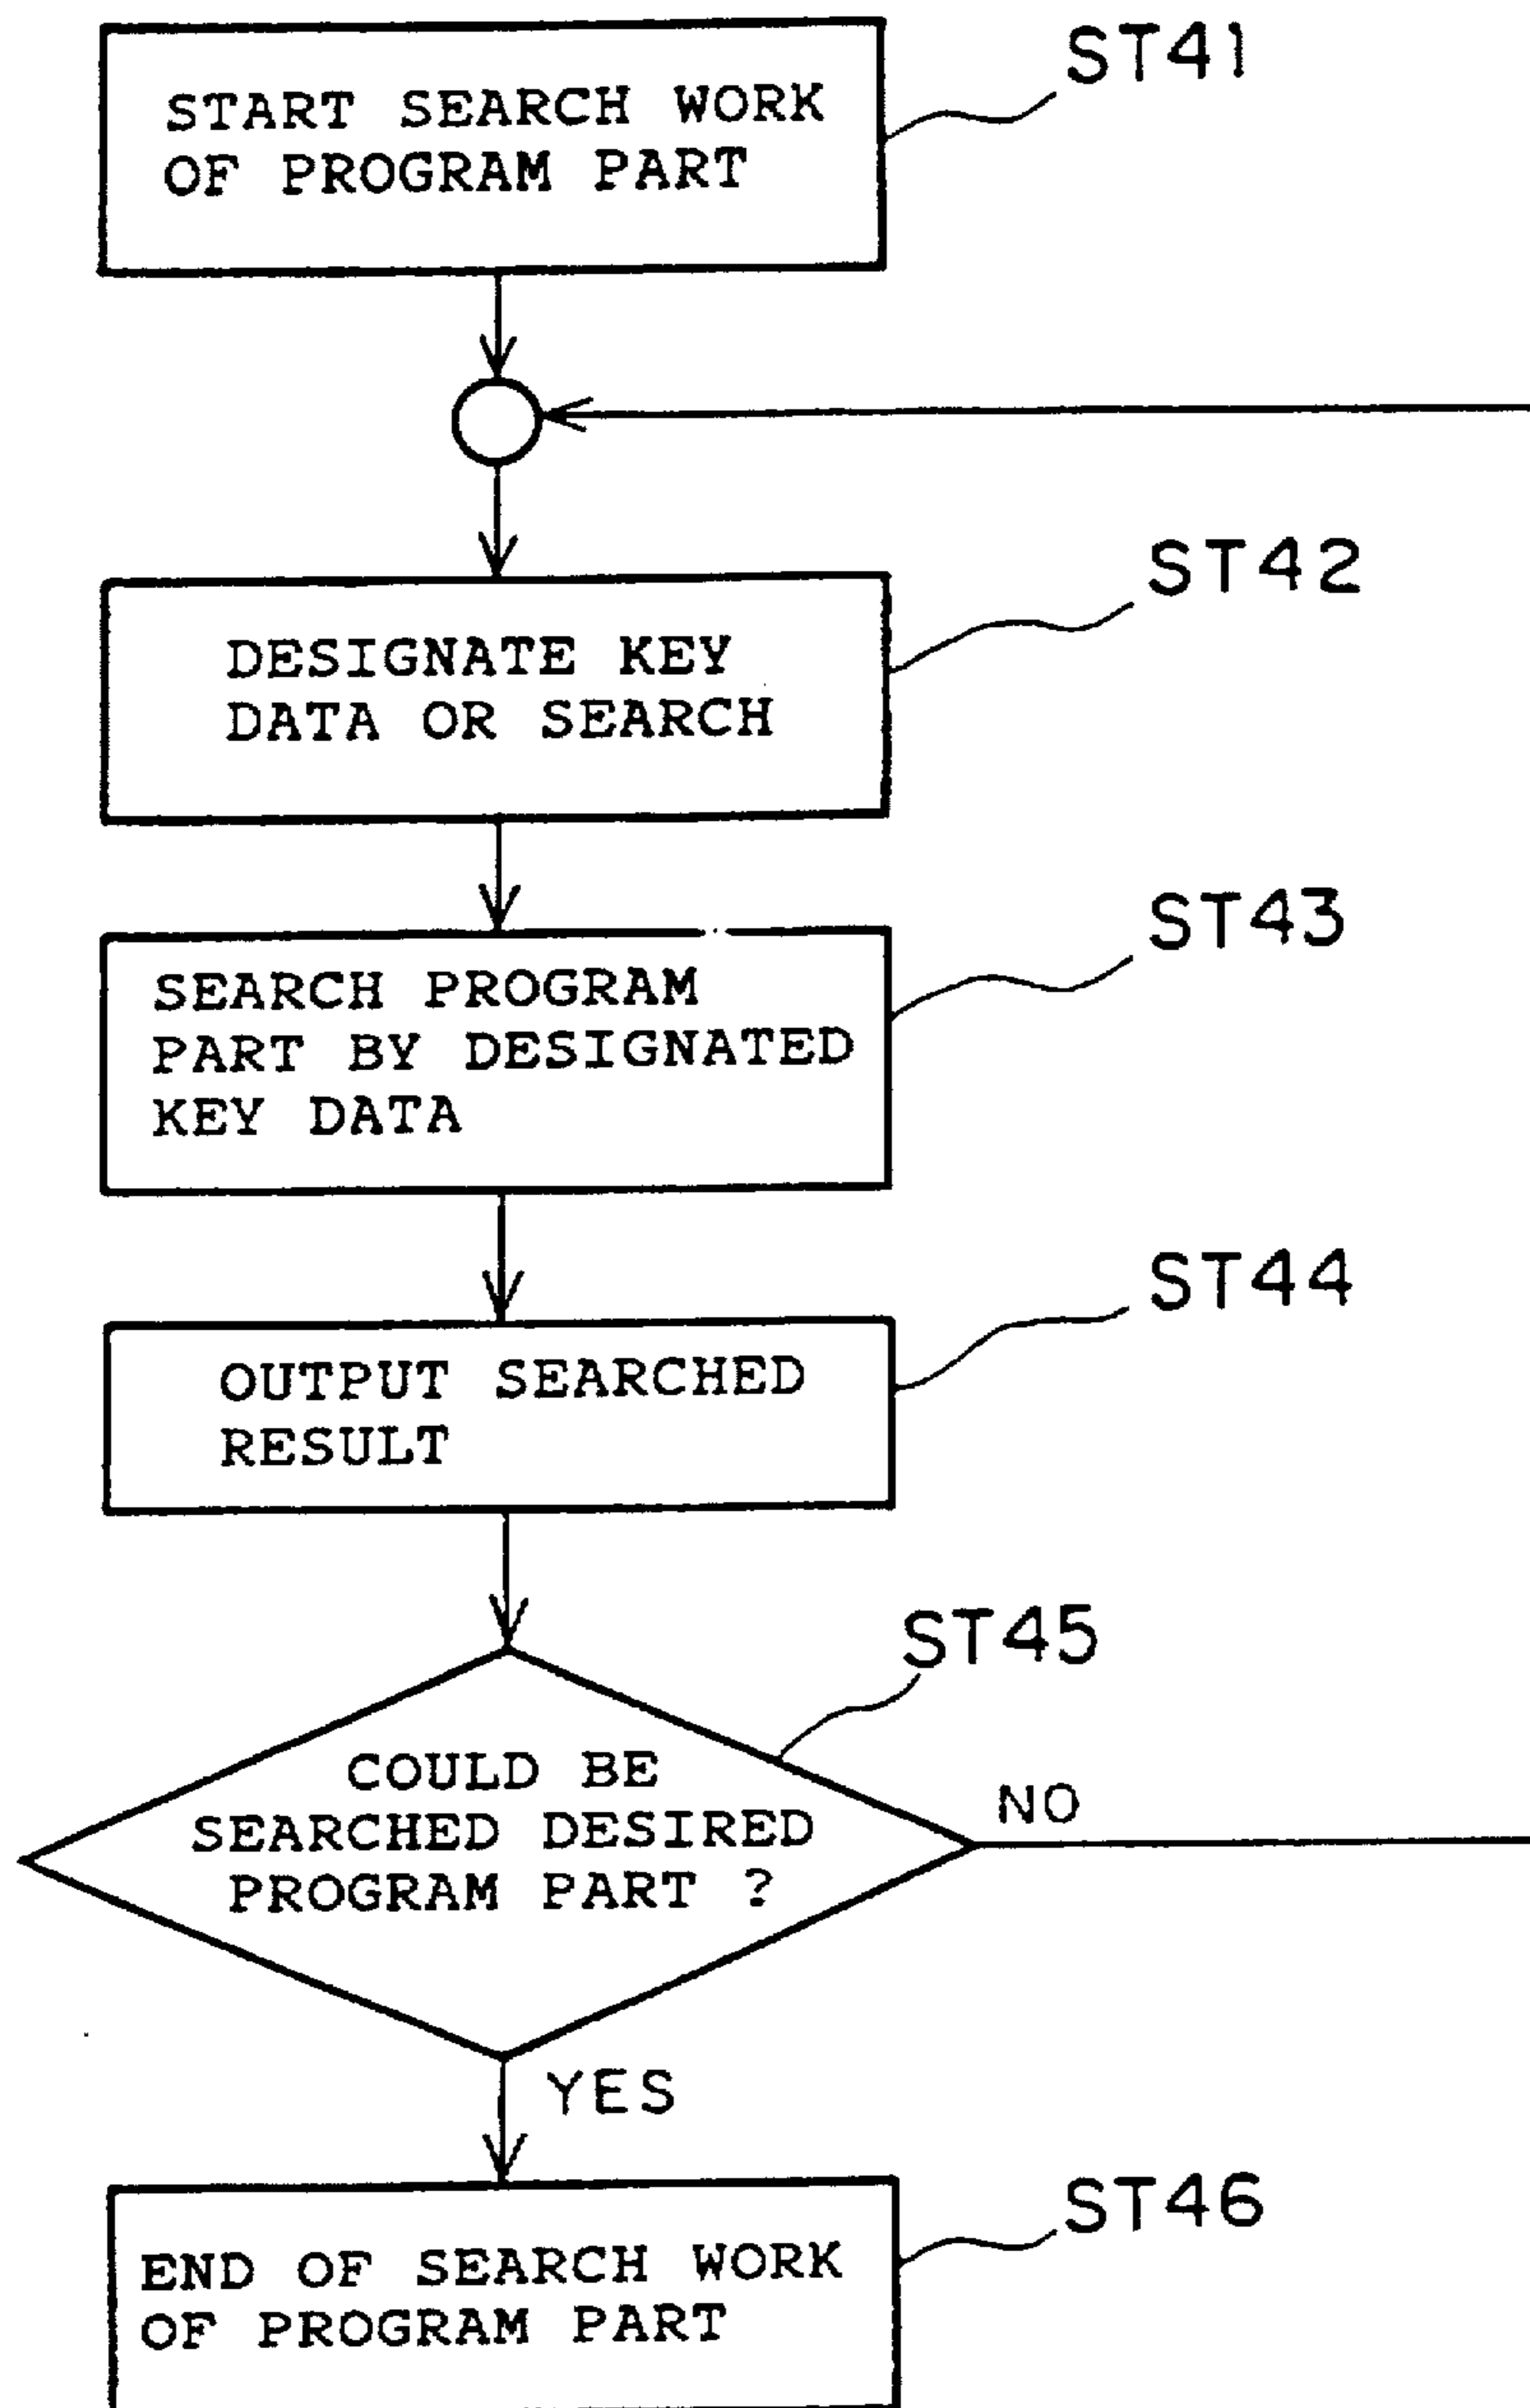 ST41
START SEARCH WORK
OF PROGRAM PART
ST42
DESIGNATE KEY
DATA OR SEARCH
ST43
SEARCH PROGRAM
PART BY DESIGNATED
KEY DATA
ST44
OUTPUT SEARCHED
RESULT
ST45
COULD BE
SEARCHED DESIRED
PROGRAM PART ?
NO
YES
ST46
END OF SEARCH WORK
OF PROGRAM PART